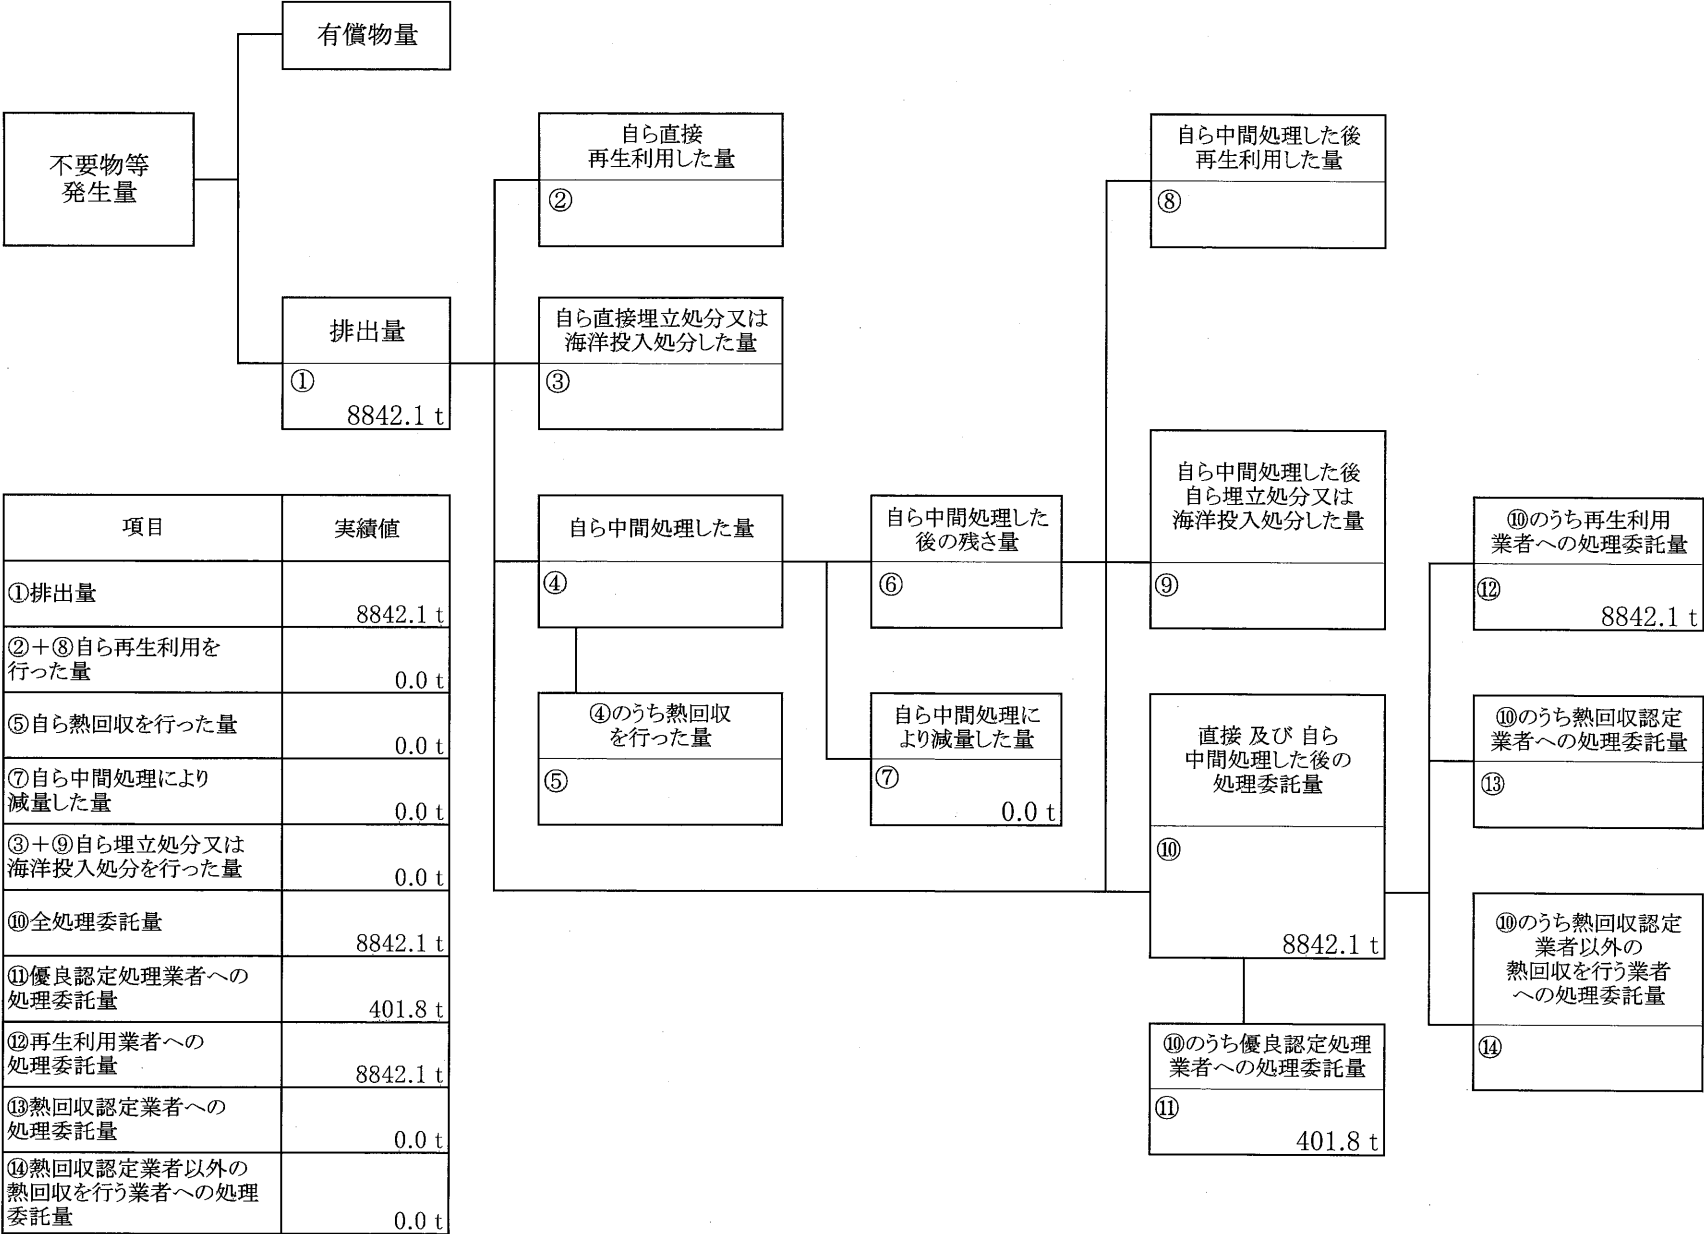 有償物量
不要物等
発生量
排出量
①
8842.1 t
自ら直接
再生利用した量
②
自ら直接埋立処分又は
海洋投入処分した量
③
自ら中間処理した量
④
④のうち熱回収
を行った量
⑤
自ら中間処理した
後の残さ量
⑥
自ら中間処理に
より減量した量
⑦
0.0 t
自ら中間処理した後
再生利用した量
⑧
自ら中間処理した後
自ら埋立処分又は
海洋投入処分した量
⑨
直接 及び 自ら
中間処理した後の
処理委託量
⑩
8842.1 t
⑩のうち優良認定処理
業者への処理委託量
⑪
401.8 t
⑩のうち再生利用
業者への処理委託量
⑫
8842.1 t
⑩のうち熱回収認定
業者への処理委託量
⑬
⑩のうち熱回収認定
業者以外の
熱回収を行う業者
への処理委託量
⑭
項目 実績値
①排出量
8842.1 t
②＋⑧自ら再生利用を
行った量
0.0 t
⑤自ら熱回収を行った量
0.0 t
⑦自ら中間処理により
減量した量
0.0 t
③＋⑨自ら埋立処分又は
海洋投入処分を行った量
0.0 t
⑩全処理委託量
8842.1 t
⑪優良認定処理業者への
処理委託量
401.8 t
⑫再生利用業者への
処理委託量
8842.1 t
⑬熱回収認定業者への
処理委託量
0.0 t
⑭熱回収認定業者以外の
熱回収を行う業者への処理
委託量
0.0 t